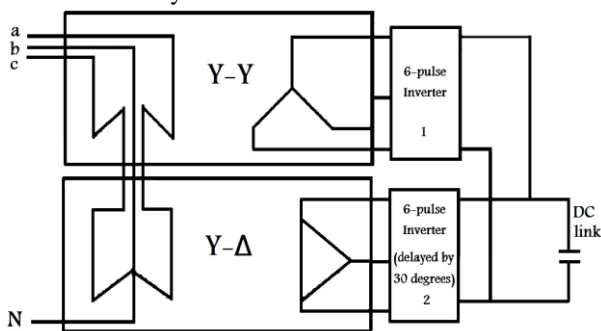 a
b
c
Y-Y
6-pulse
Inverter
1
Y-Δ
6-pulse
Inverter
(delayed by
30 degrees)
2
DC
link
N